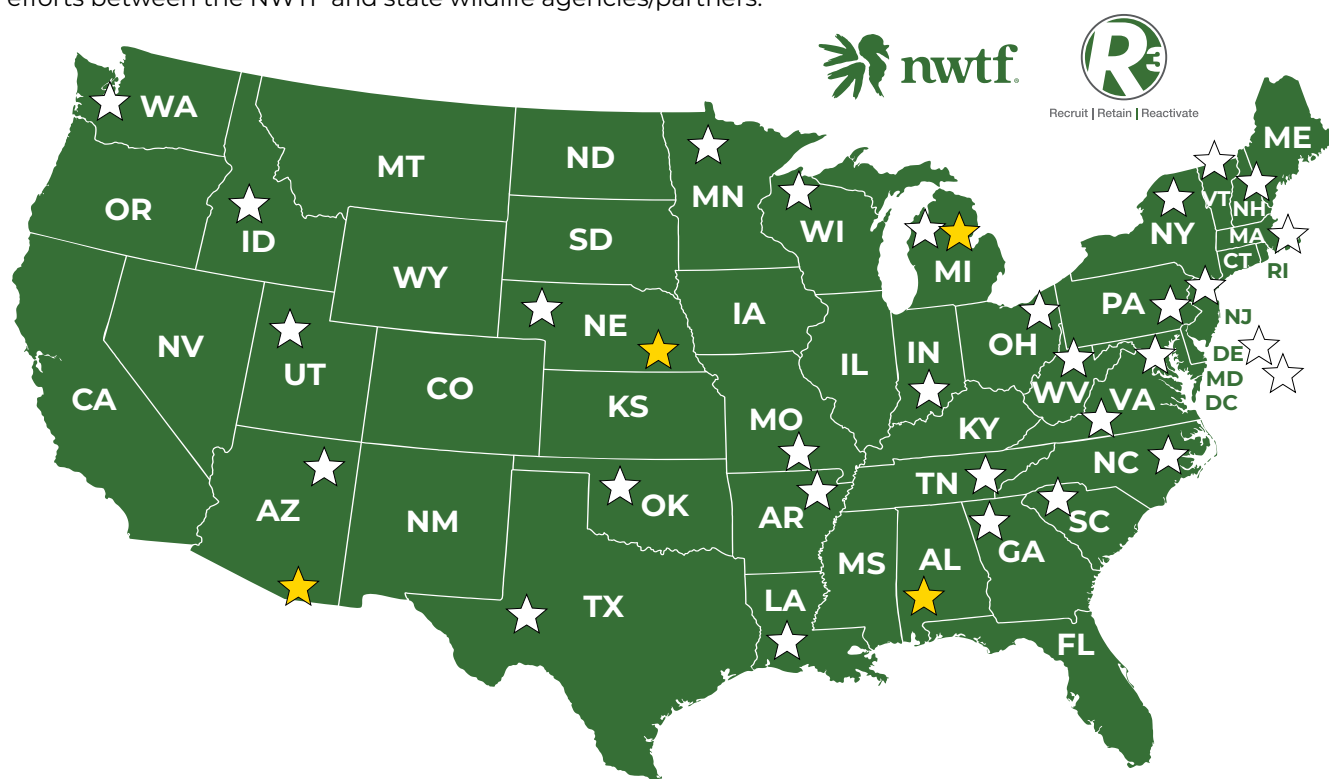 efforts between the NWTF and state wildlife agencies/partners.
nwtf
R3
Recruit | Retain | Reactivate
WA
MT
ND
MN
ME
OR
ID
SD
WI
VT
NH
NY
MA
CT
RI
WY
MI
NV
UT
NE
IA
PA
NJ
CA
CO
KS
IL
IN
OH
DE
MD
DC
WV
VA
MO
KY
AZ
NM
OK
AR
TN
NC
MS
AL
GA
SC
TX
LA
FL